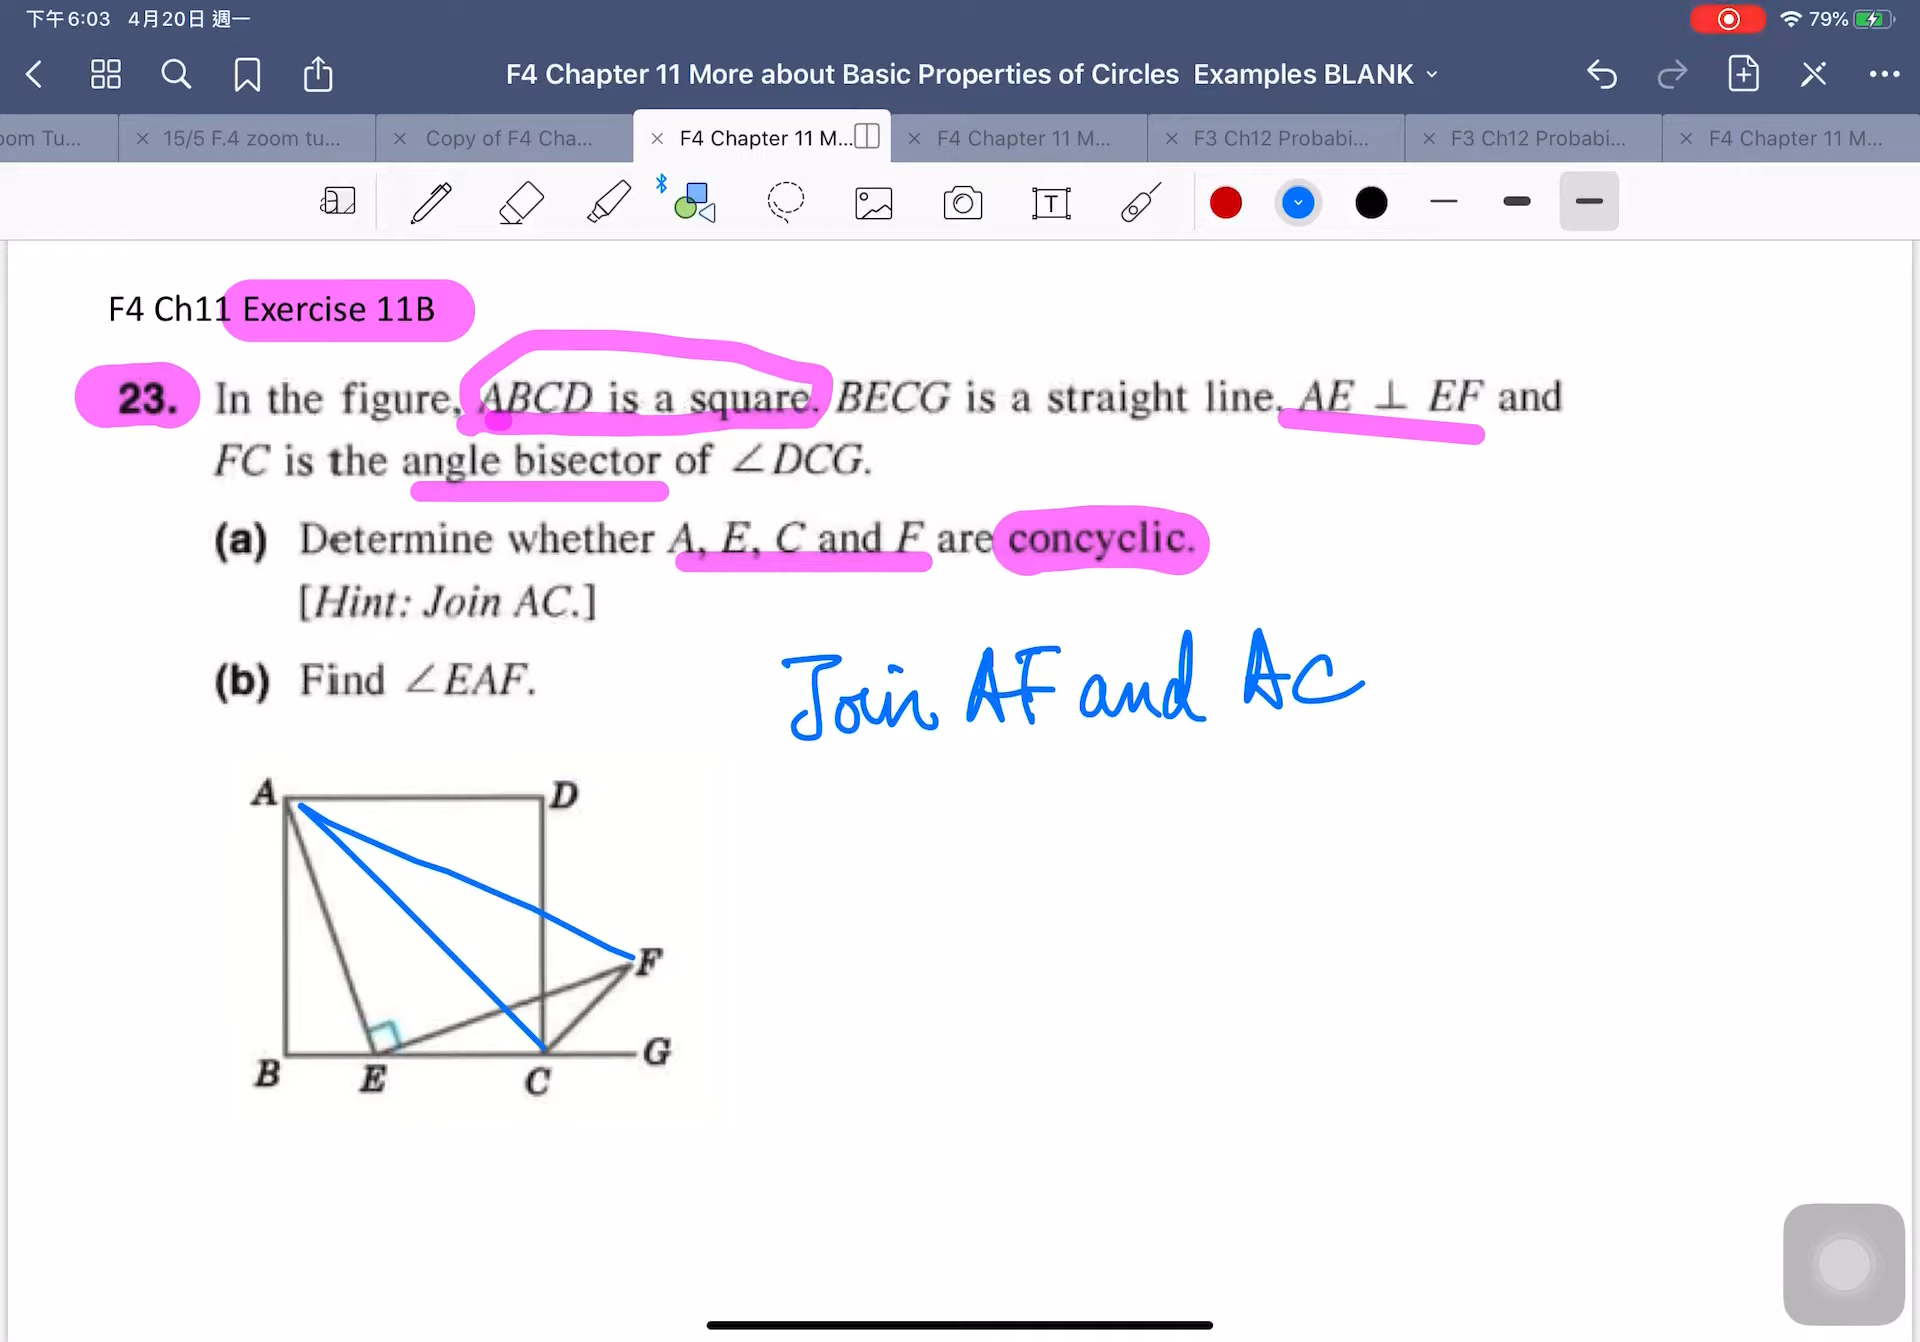 下午6:03 4月20日 週一
79%
F4 Chapter 11 More about Basic Properties of Circles Examples BLANK
oom Tu...
15/5 F.4 zoom tu...
Copy of F4 Cha...
F4 Chapter 11 M...
F4 Chapter 11 M...
F3 Ch12 Probabi...
F3 Ch12 Probabi...
F4 Chapter 11 M...
F4 Ch11 Exercise 11B
23. In the figure, ABCD is a square. BECG is a straight line. AE ⊥ EF and
FC is the angle bisector of ∠DCG.
(a) Determine whether A, E, C and F are concyclic.
[Hint: Join AC.]
(b) Find ∠EAF.
Join AF and AC
A
D
F
B
E
C
G